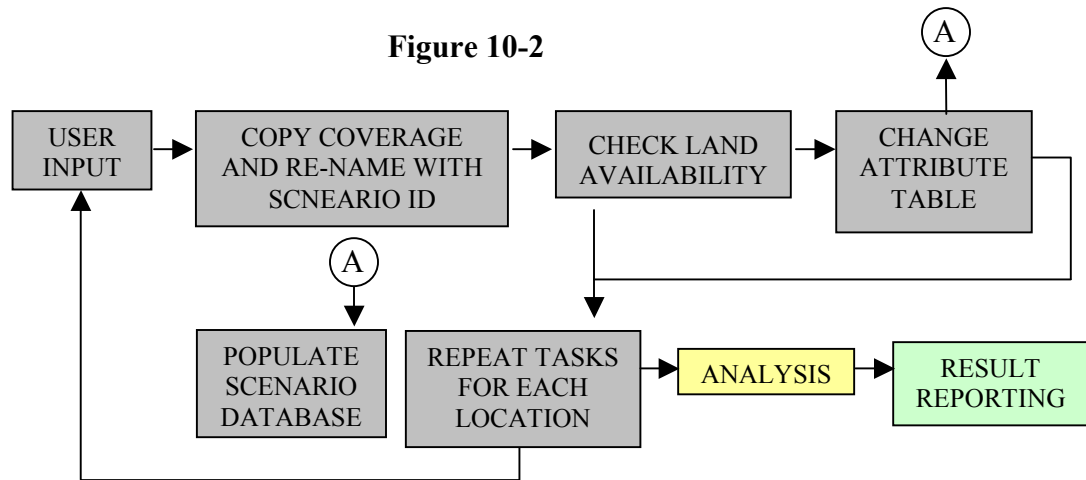 A
Figure 10-2
USER
INPUT
COPY COVERAGE
AND RE-NAME WITH
SCNEARIO ID
CHECK LAND
AVAILABILITY
CHANGE
ATTRIBUTE
TABLE
A
POPULATE
SCENARIO
DATABASE
REPEAT TASKS
FOR EACH
LOCATION
ANALYSIS
RESULT
REPORTING